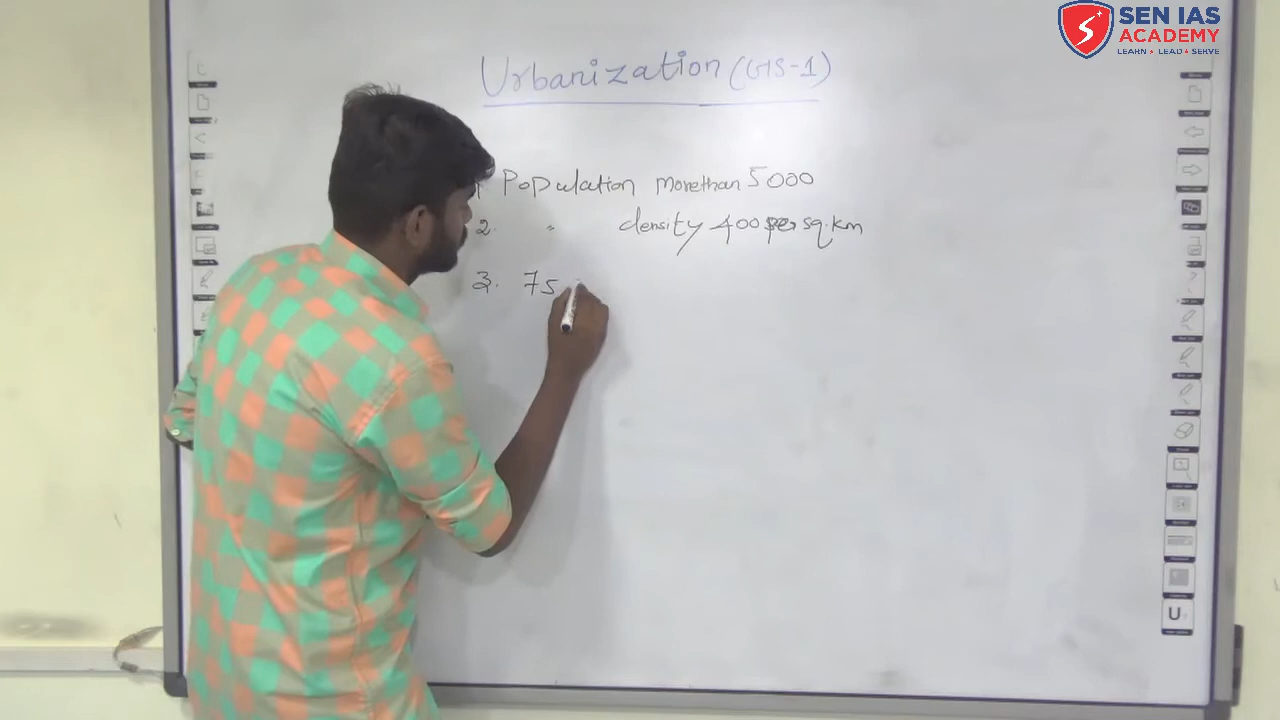 SEN IAS
ACADEMY
LEARN ★ LEAD ★ SERVE
Urbanization (GS-1)
Population morethan 5000
2. " density 400 per sq.km
3. 75
U